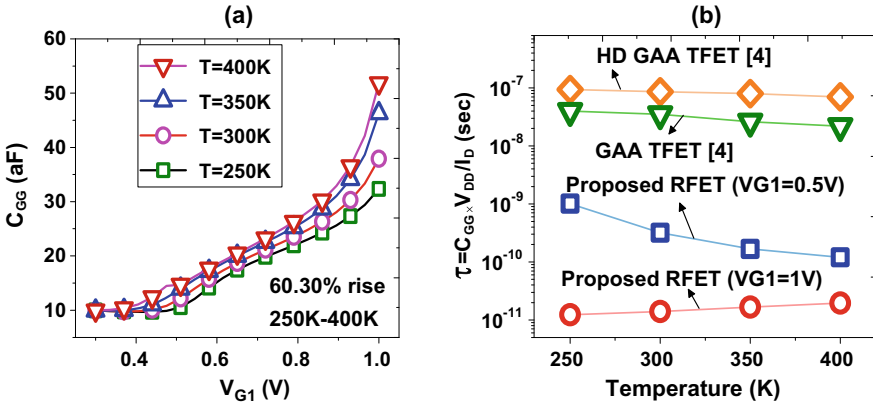 (a)
60
50
40
30
20
10
C_GG (aF)
T=400K
T=350K
T=300K
T=250K
60.30% rise
250K-400K
0.4
0.6
0.8
1.0
V_G1 (V)
(b)
10^-7
10^-8
10^-9
10^-10
10^-11
τ=C_GG×V_DD/I_D (sec)
HD GAA TFET [4]
GAA TFET [4]
Proposed RFET (VG1=0.5V)
Proposed RFET (VG1=1V)
250
300
350
400
Temperature (K)